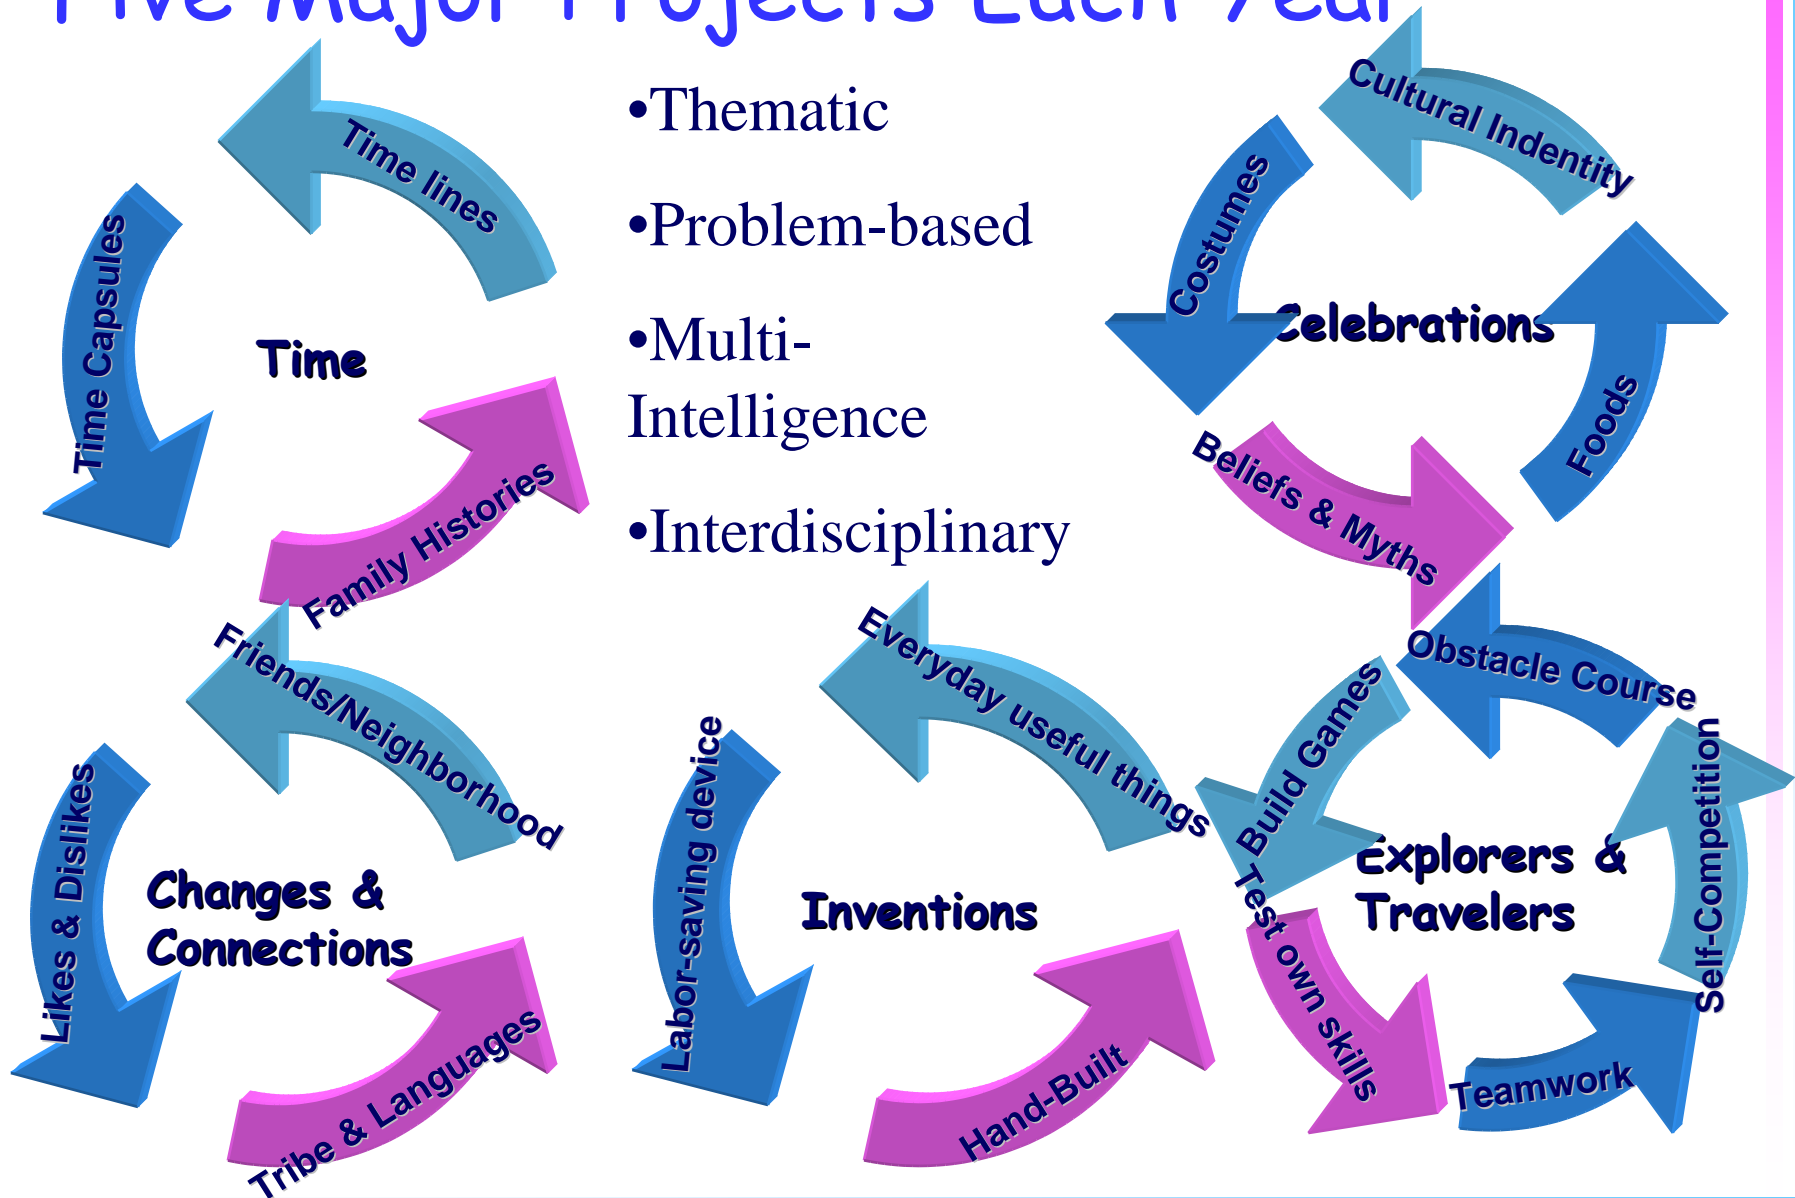 Five Major Projects Each Year
Time lines
Time Capsules
Time
Family Histories
•Thematic
•Problem-based
•Multi-
Intelligence
•Interdisciplinary
Cultural Indentity
Costumes
Celebrations
Foods
Beliefs & Myths
Friends/Neighborhood
Likes & Dislikes
Changes &
Connections
Tribe & Languages
Everyday useful things
Labor-saving device
Inventions
Hand-Built
Obstacle Course
Build Games
Explorers &
Travelers
Self-Competition
Test own skills
Teamwork